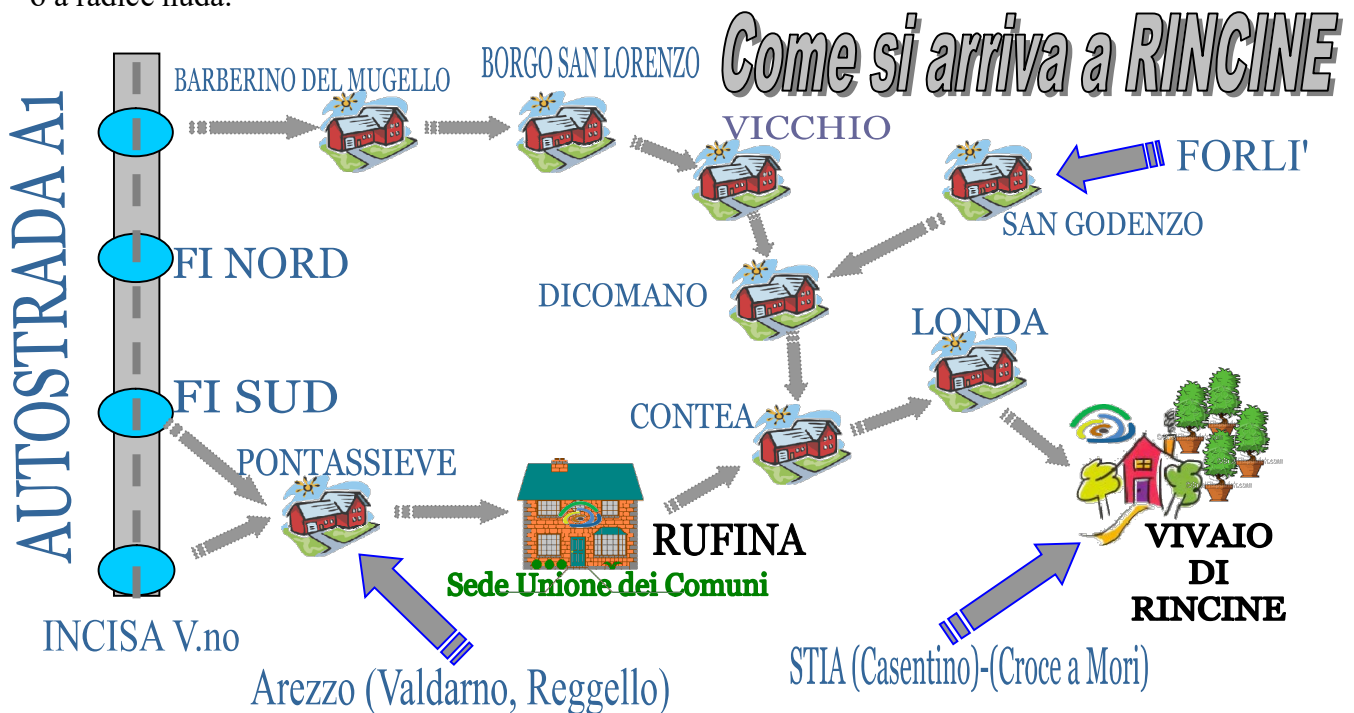 o a radice nuda.
Come si arriva a RINCINE
AUTOSTRADA A1
BARBERINO DEL MUGELLO
BORGO SAN LORENZO
VICCHIO
FORLI'
SAN GODENZO
FI NORD
DICOMANO
LONDA
FI SUD
CONTEA
PONTASSIEVE
RUFINA
Sede Unione dei Comuni
VIVAIO
DI
RINCINE
INCISA V.no
Arezzo (Valdarno, Reggello)
STIA (Casentino)-(Croce a Mori)